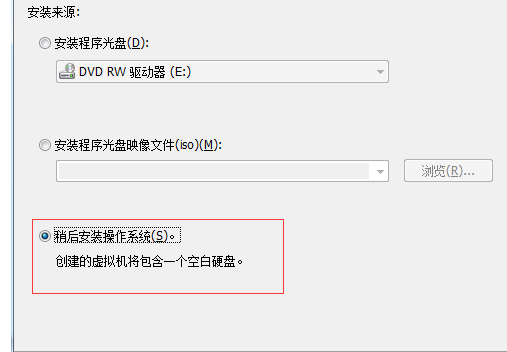 安装来源:
安装程序光盘(D):
DVD RW 驱动器 (E:)
安装程序光盘映像文件(iso)(M):
浏览(R)...
稍后安装操作系统(S)。
创建的虚拟机将包含一个空白硬盘。